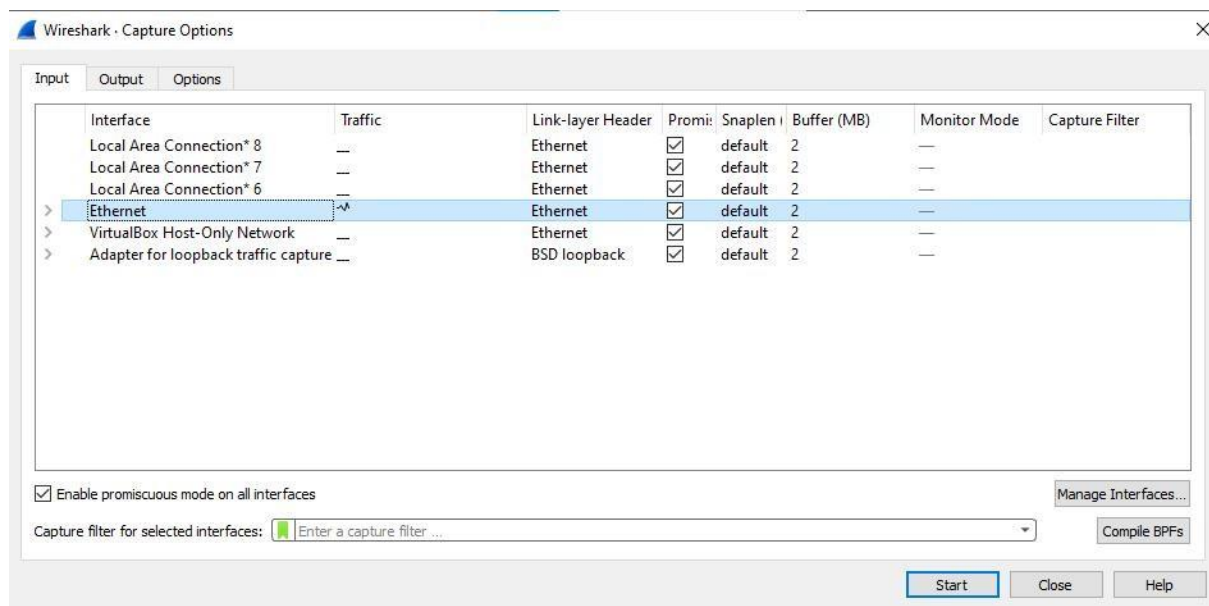 Wireshark · Capture Options
Input Output Options
Interface Traffic Link-layer Header Promis Snaplen ( Buffer (MB) Monitor Mode Capture Filter
Local Area Connection* 8 Ethernet default 2 —
Local Area Connection* 7 Ethernet default 2 —
Local Area Connection* 6 Ethernet default 2 —
Ethernet Ethernet default 2 —
VirtualBox Host-Only Network Ethernet default 2 —
Adapter for loopback traffic capture BSD loopback default 2 —
Enable promiscuous mode on all interfaces Manage Interfaces...
Capture filter for selected interfaces: Enter a capture filter ... Compile BPFs
Start Close Help